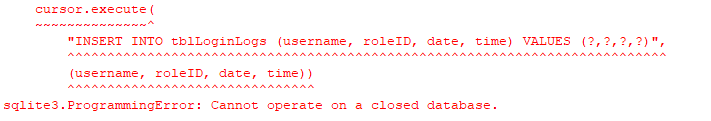 cursor.execute(
~~~~~~~~~~~~~~^
"INSERT INTO tblLoginLogs (username, roleID, date, time) VALUES (?,?,?,?)",
^^^^^^^^^^^^^^^^^^^^^^^^^^^^^^^^^^^^^^^^^^^^^^^^^^^^^^^^^^^^^^^^^^^^^^^^^^^
(username, roleID, date, time))
^^^^^^^^^^^^^^^^^^^^^^^^^^^^^^^
sqlite3.ProgrammingError: Cannot operate on a closed database.